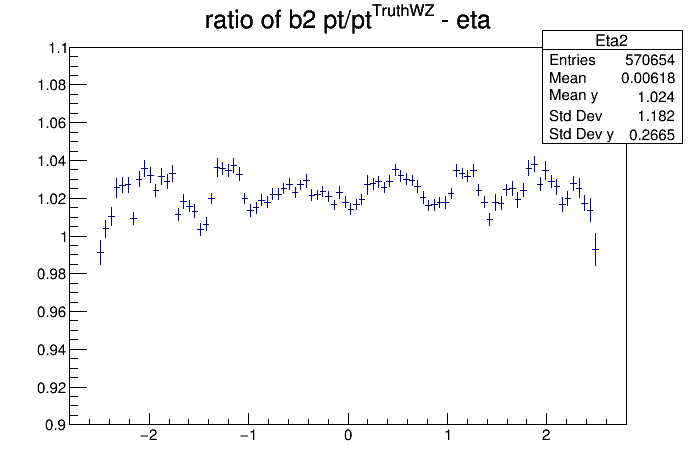 ratio of b2 pt/pt^TruthWZ - eta
Eta2
Entries 570654
Mean 0.00618
Mean y 1.024
Std Dev 1.182
Std Dev y 0.2665
1.1
1.08
1.06
1.04
1.02
1
0.98
0.96
0.94
0.92
0.9
−2 −1 0 1 2